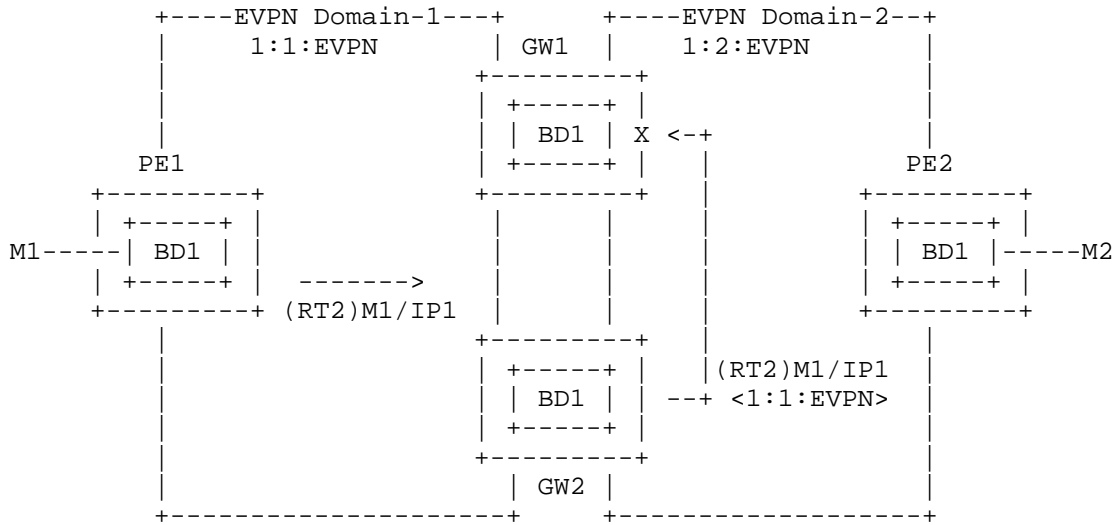 EVPN Domain-1 EVPN Domain-2
1:1:EVPN GW1 1:2:EVPN
BD1 X <-+
PE1 PE2
M1 BD1 BD1 M2
------->
(RT2)M1/IP1
(RT2)M1/IP1
BD1 --+ <1:1:EVPN>
GW2